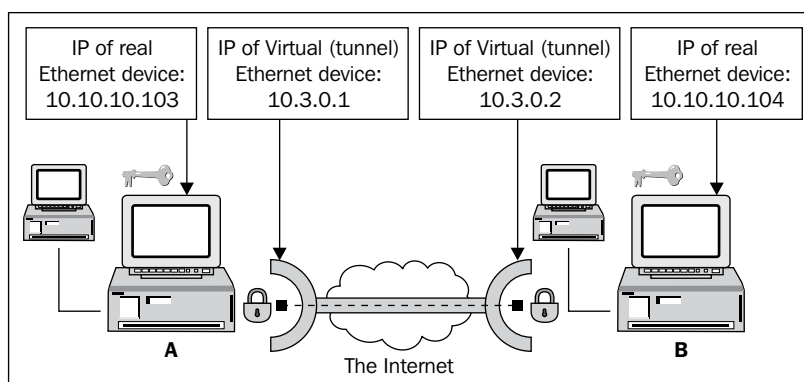 IP of real
Ethernet device:
10.10.10.103
IP of Virtual (tunnel)
Ethernet device:
10.3.0.1
IP of Virtual (tunnel)
Ethernet device:
10.3.0.2
IP of real
Ethernet device:
10.10.10.104
A
The Internet
B